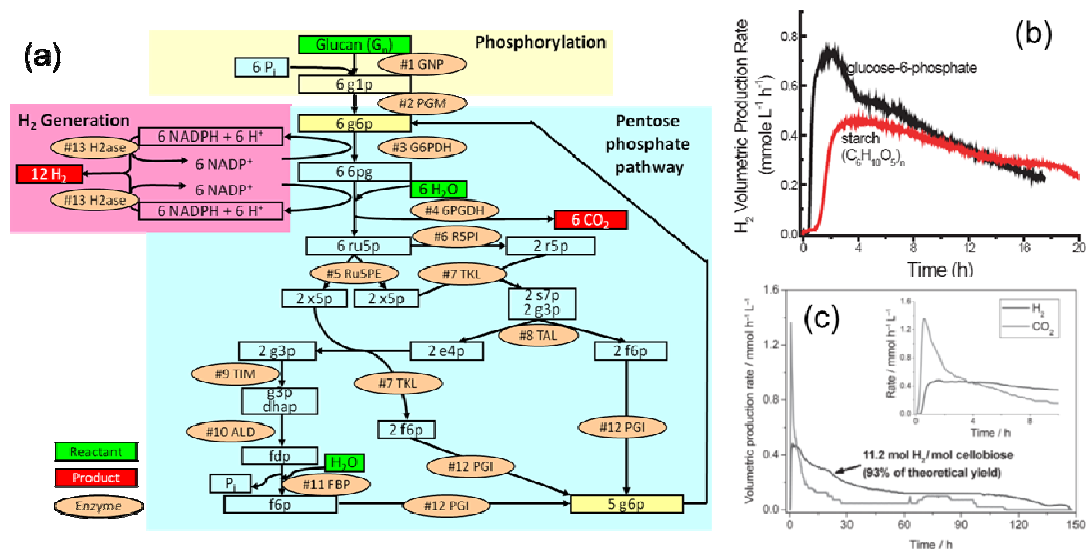 (a)
Glucan (Gn)
Phosphorylation
6 Pi
#1 GNP
6 g1p
#2 PGM
H2 Generation
6 NADPH + 6 H+
6 g6p
Pentose
phosphate
pathway
#13 H2ase
#3 G6PDH
6 NADP+
12 H2
6 6pg
6 NADP+
6 H2O
#13 H2ase
6 NADPH + 6 H+
#4 6PGDH
6 CO2
#6 R5PI
6 ru5p
2 r5p
#5 Ru5PE
#7 TKL
2 x5p
2 x5p
2 s7p
2 g3p
#8 TAL
2 g3p
2 e4p
2 f6p
#9 TIM
#7 TKL
g3p
dhap
#10 ALD
2 f6p
#12 PGI
Reactant
fdp
H2O
#12 PGI
Product
Pi
#11 FBP
Enzyme
f6p
#12 PGI
5 g6p
(b)
H2 Volumetric Production Rate
(mmole L-1 h-1)
0.8
0.6
0.4
0.2
0.0
glucose-6-phosphate
starch
(C6H10O5)n
0 4 8 12 16 20
Time (h)
(c)
Volumetric production rate / mmol h-1 L-1
1.6
1.2
0.8
0.4
0.0
Rate / mmol h-1 L-1
1.6
1.2
0.8
0.4
0.0
H2
CO2
0 4 8
Time / h
11.2 mol H2/ mol cellobiose
(93% of theoretical yield)
0 30 60 90 120 150
Time / h